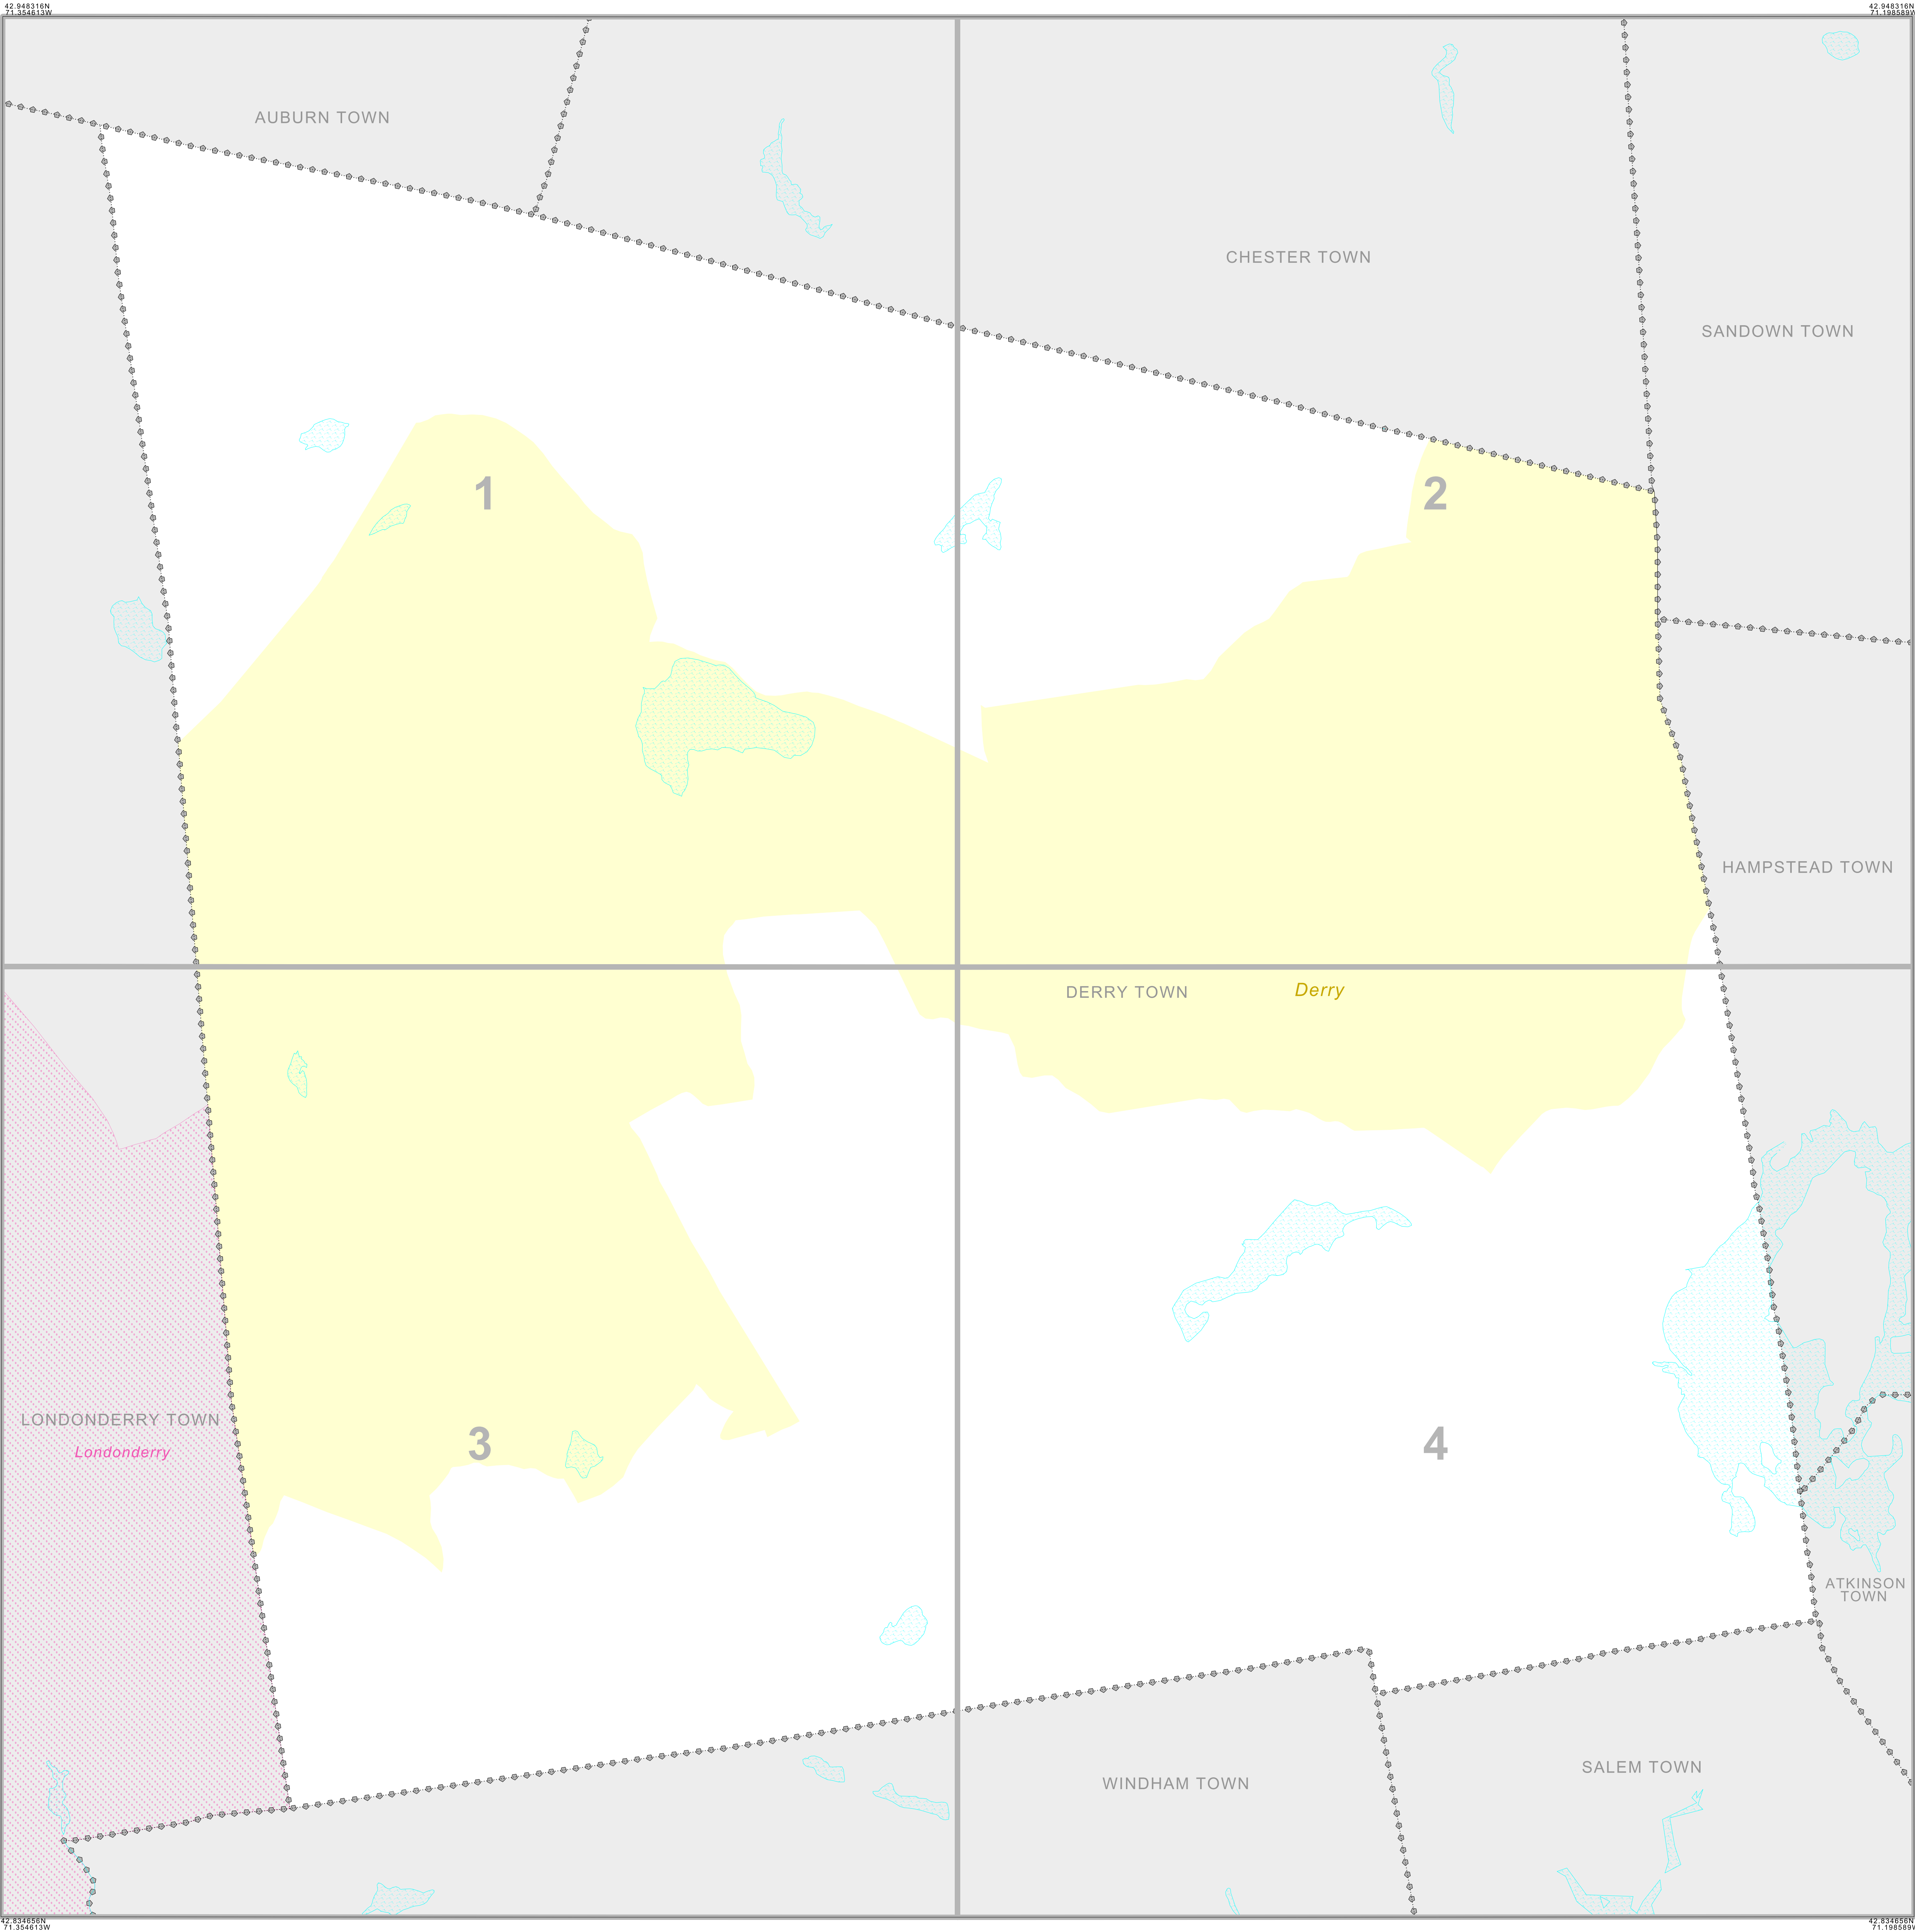 42.948316N
71.354613W
42.948316N
71.198589W
AUBURN TOWN
CHESTER TOWN
SANDOWN TOWN
1
2
HAMPSTEAD TOWN
DERRY TOWN
Derry
LONDONDERRY TOWN
Londonderry
3
4
ATKINSON
TOWN
SALEM TOWN
WINDHAM TOWN
42.834656N
71.354613W
42.834656N
71.198589W